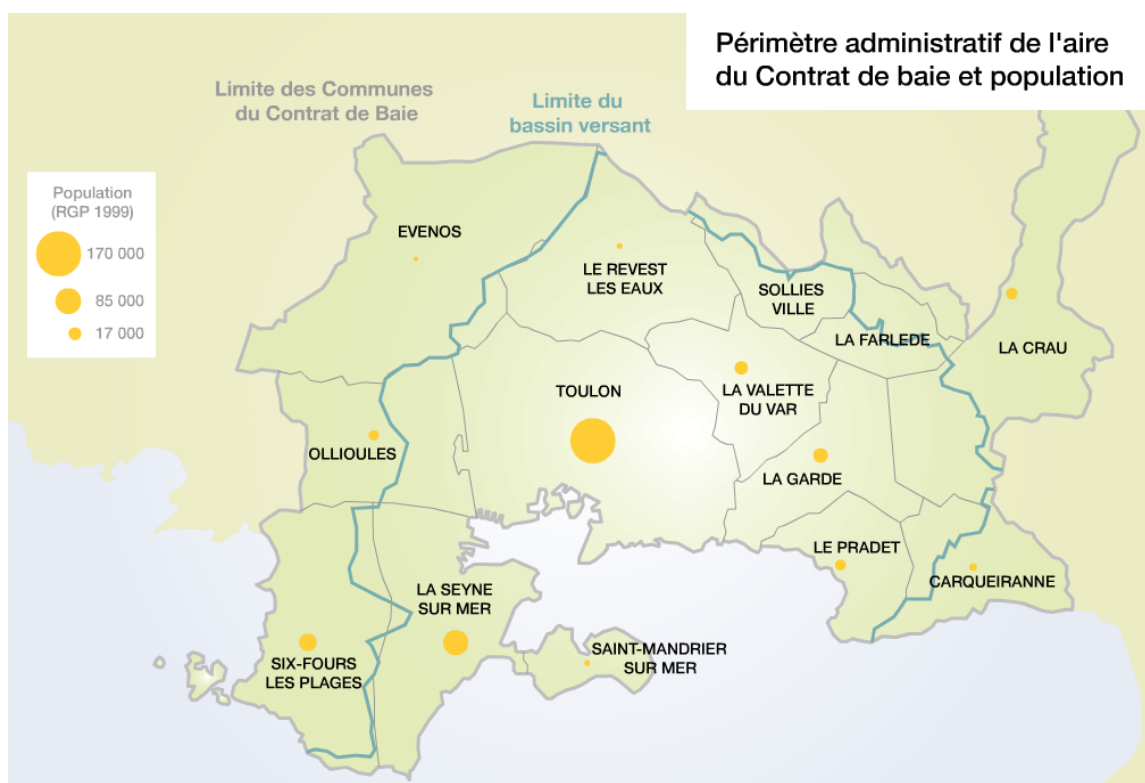 Périmètre administratif de l'aire
du Contrat de baie et population
Limite des Communes
du Contrat de Baie
Limite du
bassin versant
Population
(RGP 1999)
170 000
85 000
17 000
EVENOS
LE REVEST
LES EAUX
SOLLIES
VILLE
LA FARLEDE
LA CRAU
TOULON
LA VALETTE
DU VAR
OLLIOULES
LA GARDE
LE PRADET
CARQUEIRANNE
LA SEYNE
SUR MER
SIX-FOURS
LES PLAGES
SAINT-MANDRIER
SUR MER